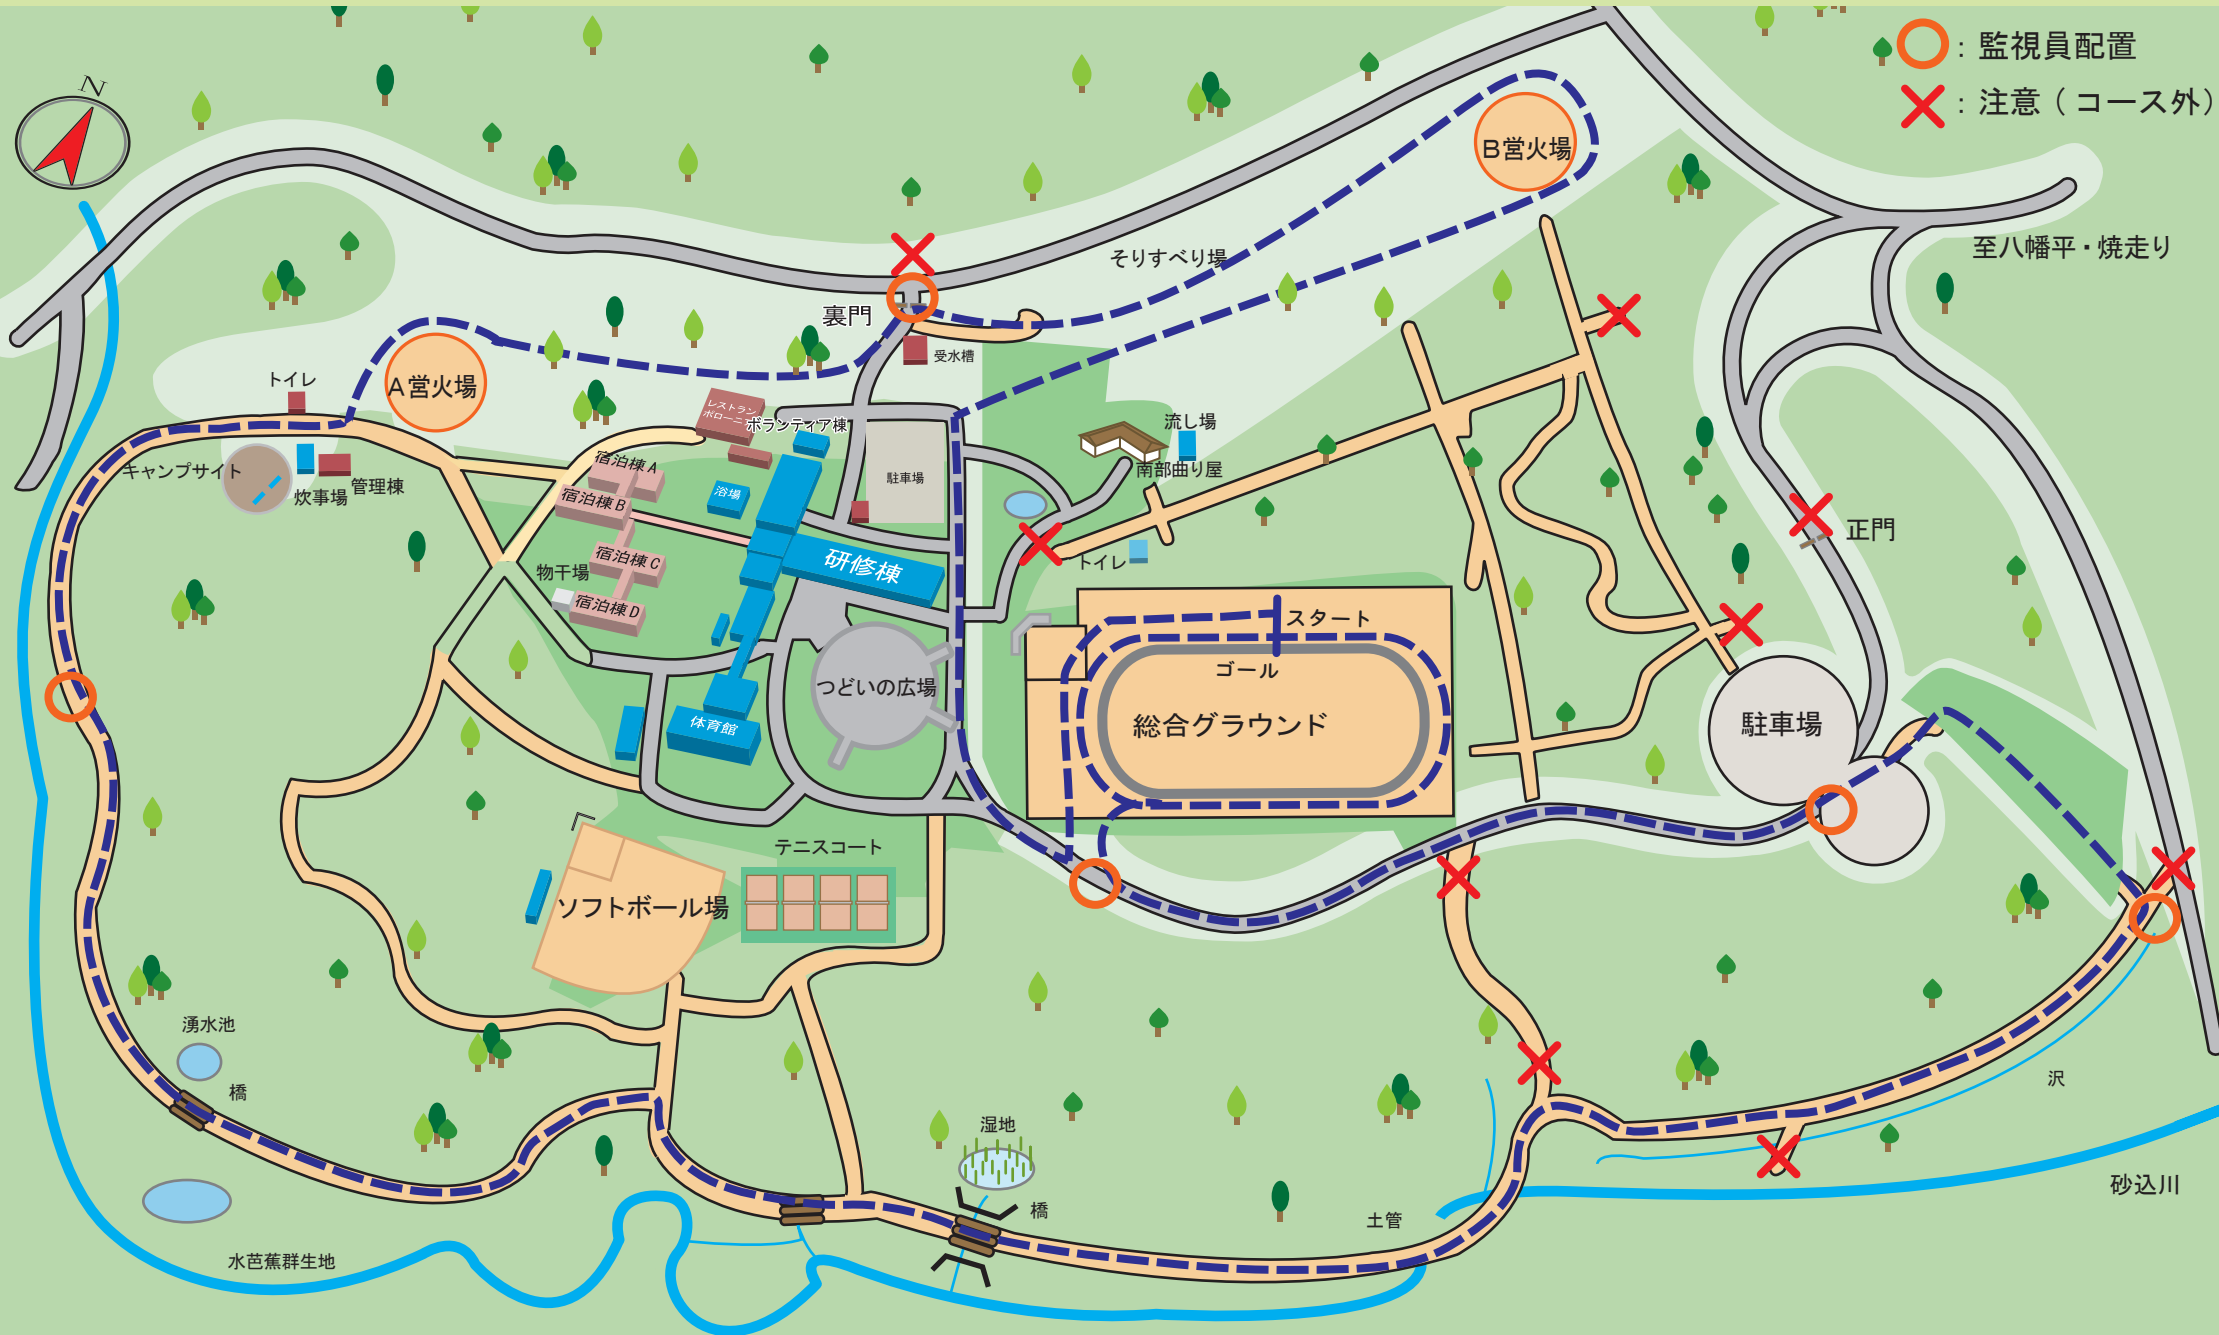 N
：監視員配置
：注意（コース外）
B営火場
至八幡平・焼走り
そりすべり場
裏門
受水槽
トイレ
A営火場
レストラン
ボランティア棟
流し場
南部曲り屋
キャンプサイト
炊事場
管理棟
宿泊棟A
宿泊棟B
浴場
駐車場
正門
宿泊棟C
研修棟
トイレ
物干場
宿泊棟D
スタート
ゴール
つどいの広場
総合グラウンド
駐車場
体育館
テニスコート
ソフトボール場
湧水池
橋
沢
湿地
橋
土管
砂込川
水芭蕉群生地